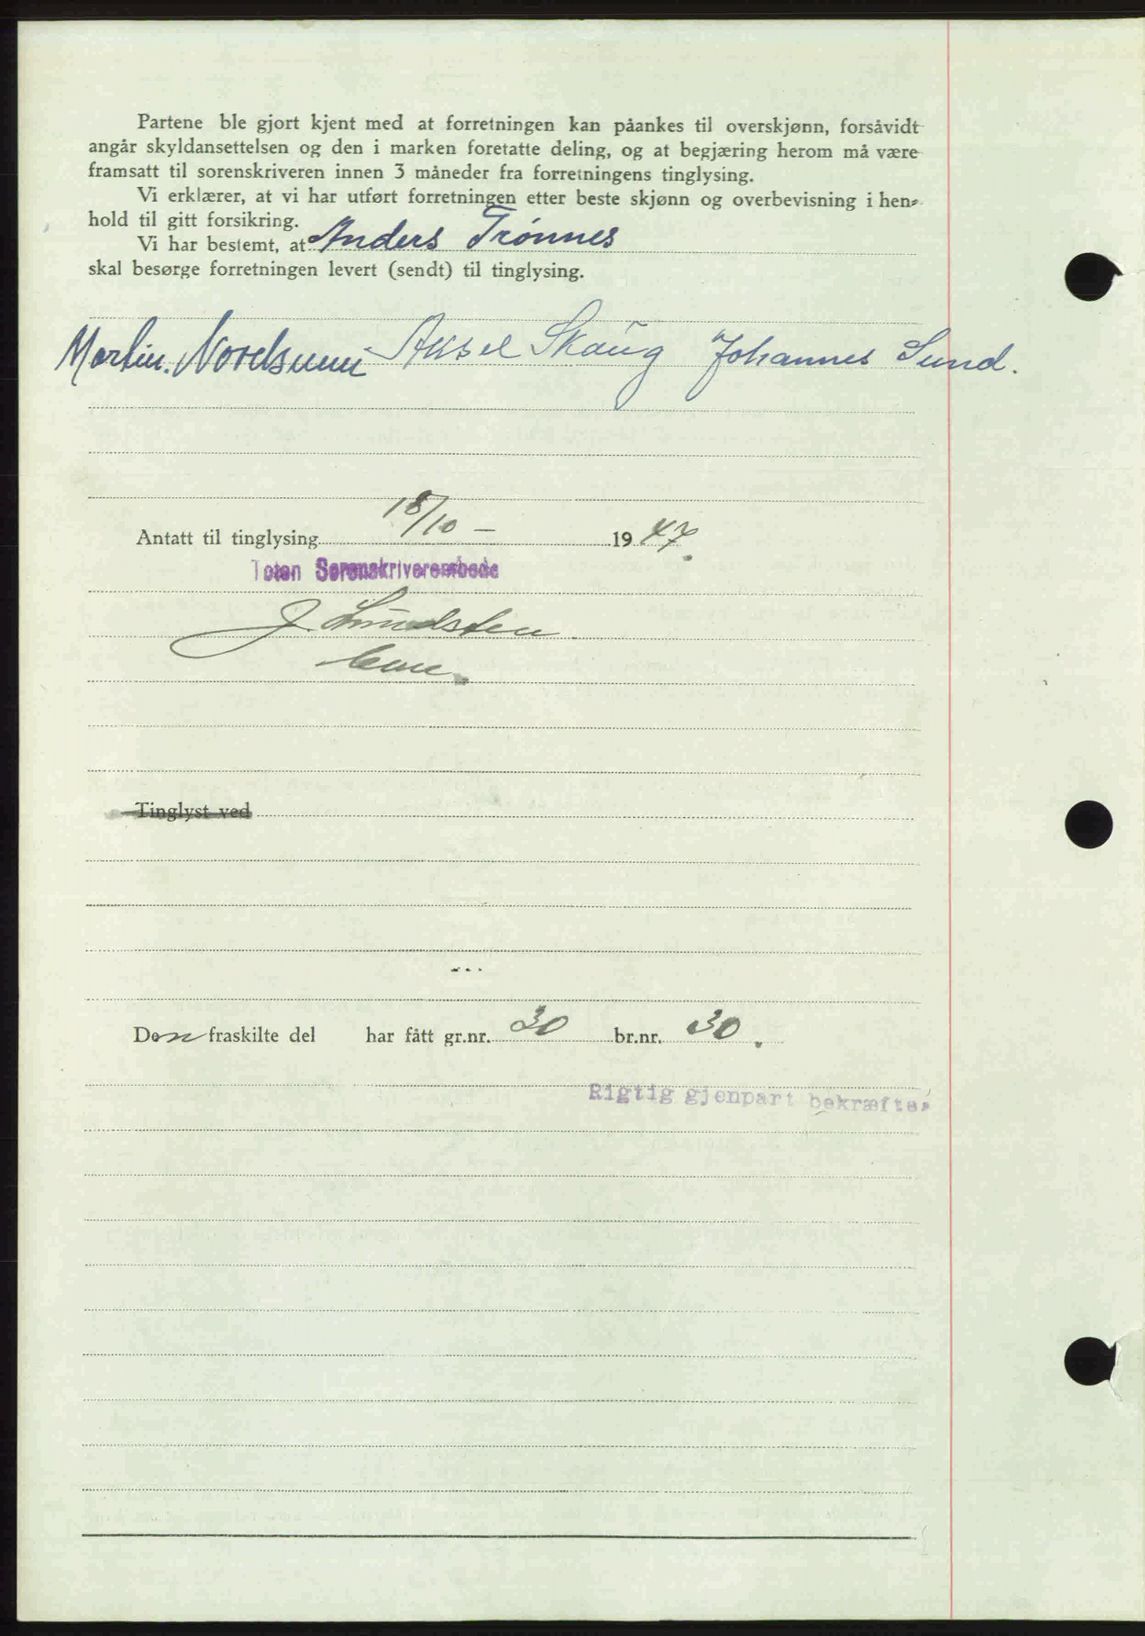 Partene ble gjort kjent med at forretningen kan påankes til overskjønn, forsåvidt
angår skyldansettelsen og den i marken foretatte deling, og at begjæring herom må være
framsatt til sorenskriveren innen 3 måneder fra forretningens tinglysing.
Vi erklærer, at vi har utført forretningen etter beste skjønn og overbevisning i hen-
hold til gitt forsikring.
Vi har bestemt, at Anders Trønnes
skal besørge forretningen levert (sendt) til tinglysing.
Martin Nordsveen Aksel Skaug Johannes Sund.
Antatt til tinglysing 18/10 - 1947.
Toten Sorenskriverembede
J. Lundsten
Tinglyst ved
Den fraskilte del har fått gr.nr. 30 br.nr. 30.
Rigtig gjenpart bekræftes